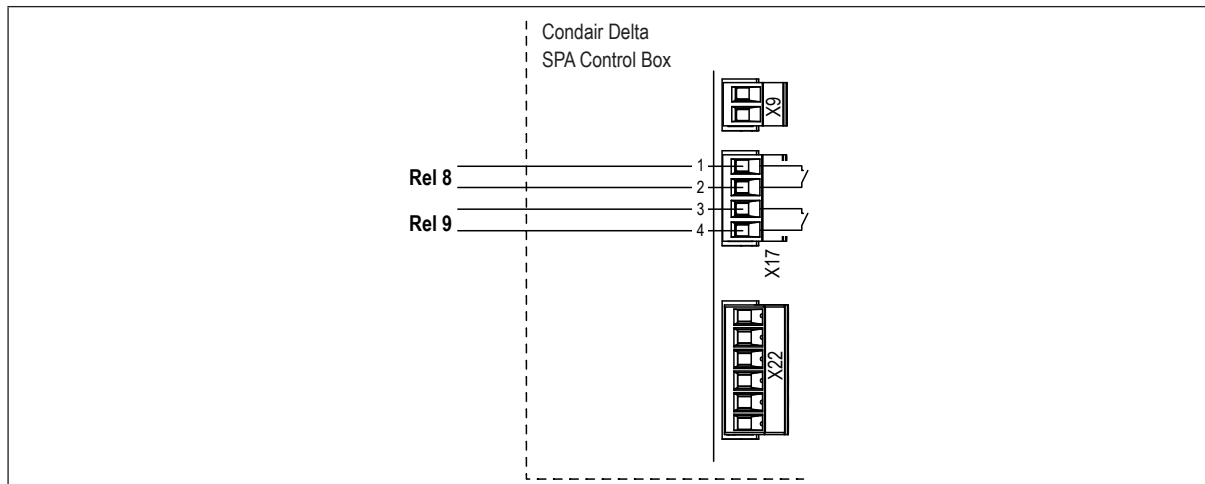 Condair Delta
SPA Control Box
X9
Rel 8
1
2
Rel 9
3
4
X17
X22